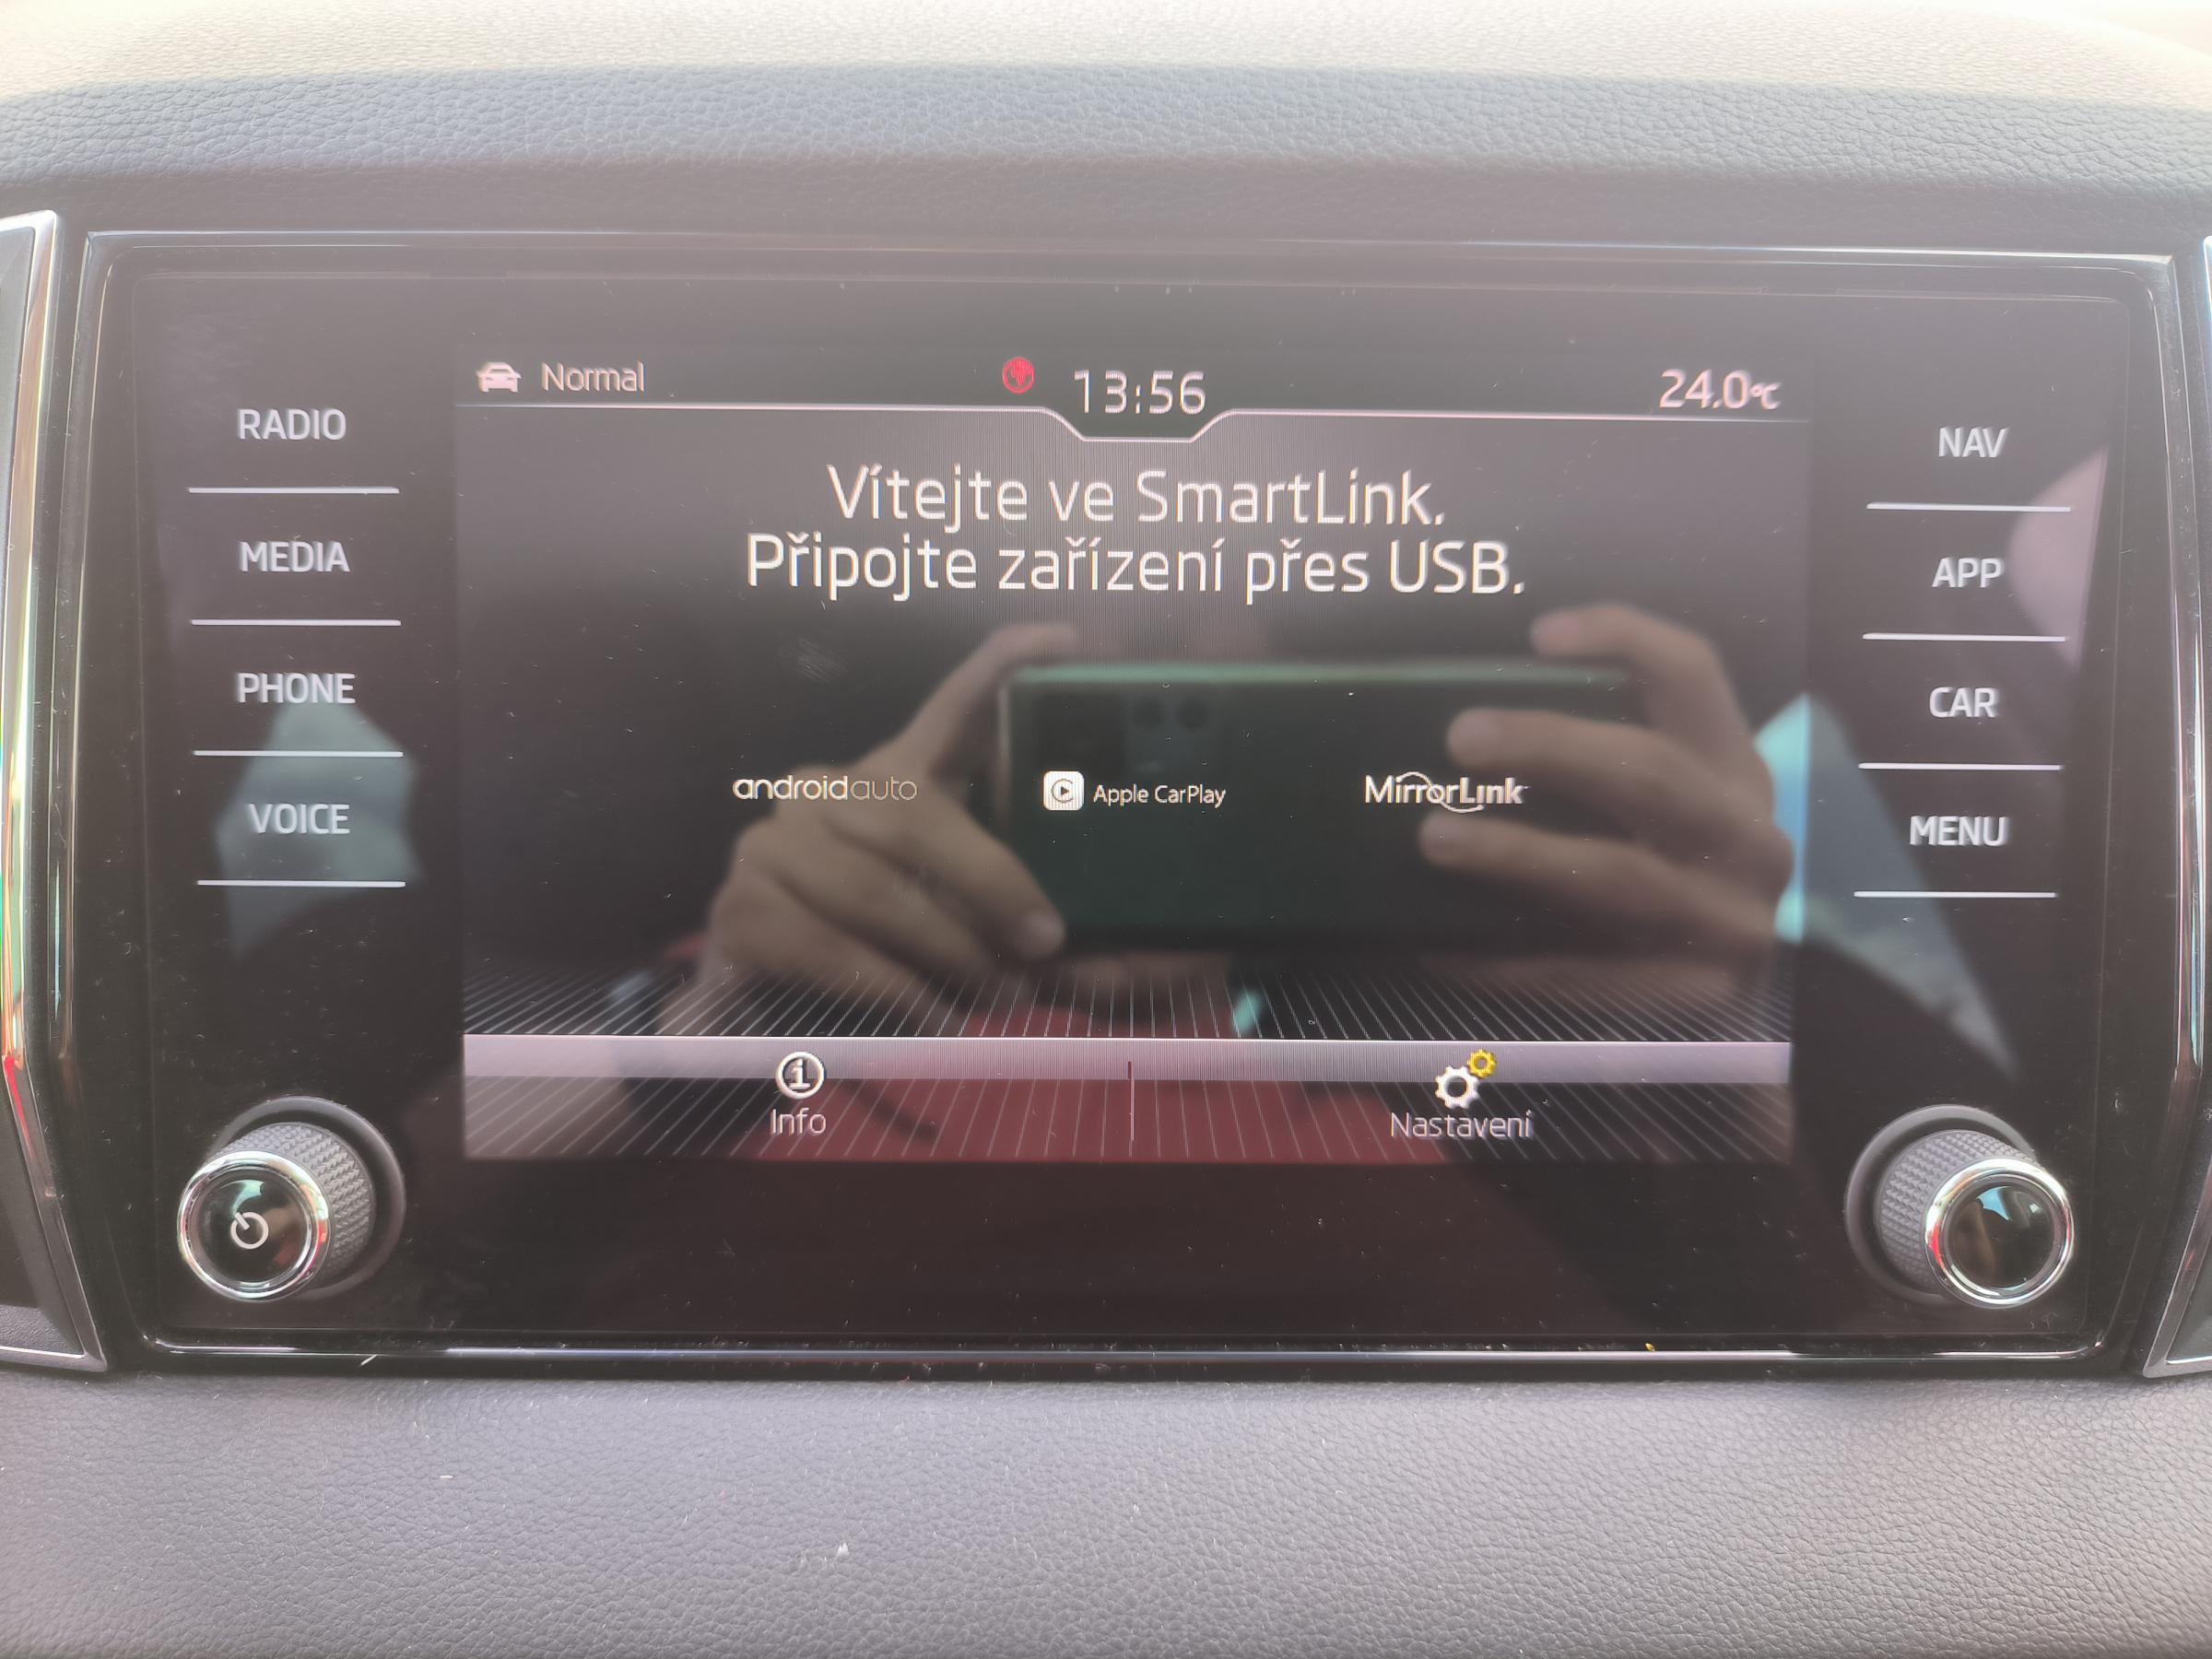 Normal
13:56
24.0°C
RADIO
MEDIA
PHONE
VOICE
Vítejte ve SmartLink.
Připojte zařízení přes USB.
androidauto
Apple CarPlay
MirrorLink
Info
Nastavení
NAV
APP
CAR
MENU